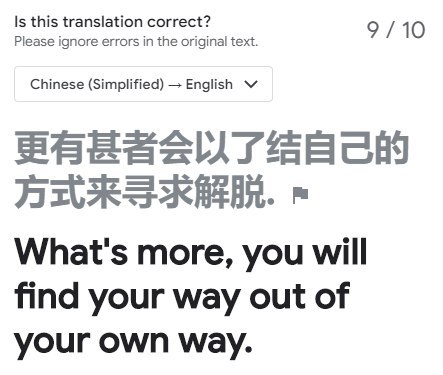 Is this translation correct?
Please ignore errors in the original text.
9 / 10
Chinese (Simplified) → English
更有甚者会以了结自己的
方式来寻求解脱.
What's more, you will
find your way out of
your own way.